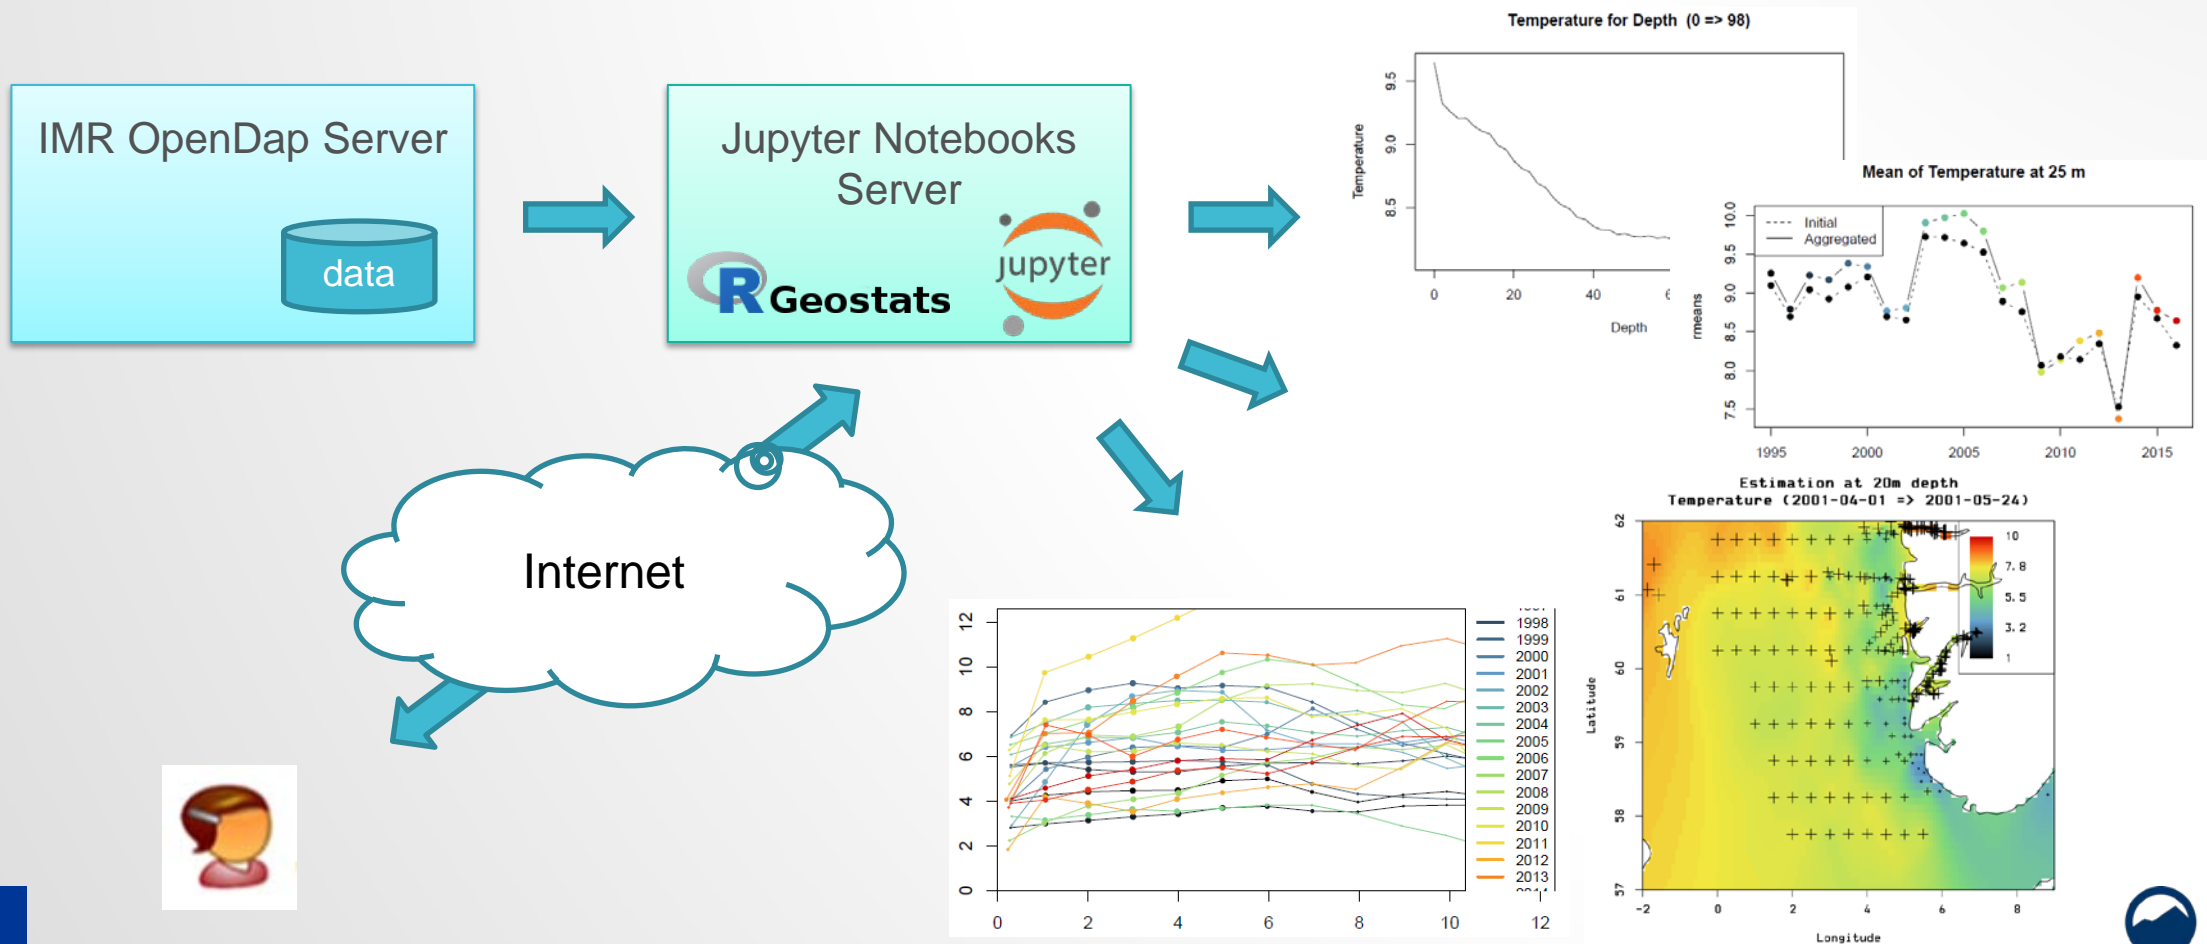 IMR OpenDap Server
data
Jupyter Notebooks
Server
R Geostats
jupyter
Internet
Temperature for Depth (0 => 98)
Temperature
9.5
9.0
8.5
0 20 40
Depth
Mean of Temperature at 25 m
Initial
Aggregated
rmeans
10.0
9.5
9.0
8.5
8.0
7.5
1995 2000 2005 2010 2015
12
10
8
6
4
2
0
0 2 4 6 8 10 12
1998
1999
2000
2001
2002
2003
2004
2005
2006
2007
2008
2009
2010
2011
2012
2013
Estimation at 20m depth
Temperature (2001-04-01 => 2001-05-24)
Latitude
62
61
60
59
58
57
10
7.8
5.5
3.2
1
-2 0 2 4 6 8
Longitude